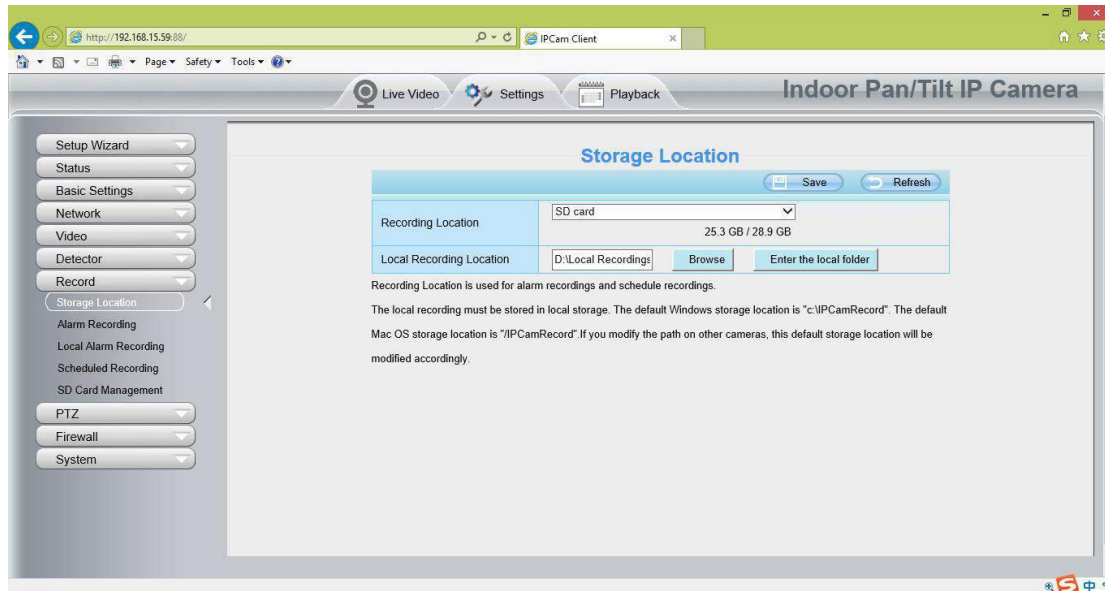 http://192.168.15.59:88/
IPCam Client
Page Safety Tools
Live Video Settings Playback
Indoor Pan/Tilt IP Camera
Setup Wizard
Status
Basic Settings
Network
Video
Detector
Record
Storage Location
Alarm Recording
Local Alarm Recording
Scheduled Recording
SD Card Management
PTZ
Firewall
System
Storage Location
Save Refresh
Recording Location SD card
25.3 GB / 28.9 GB
Local Recording Location D:\Local Recordings Browse Enter the local folder
Recording Location is used for alarm recordings and schedule recordings.
The local recording must be stored in local storage. The default Windows storage location is "c:\IPCamRecord". The default
Mac OS storage location is "/IPCamRecord".If you modify the path on other cameras, this default storage location will be
modified accordingly.
中